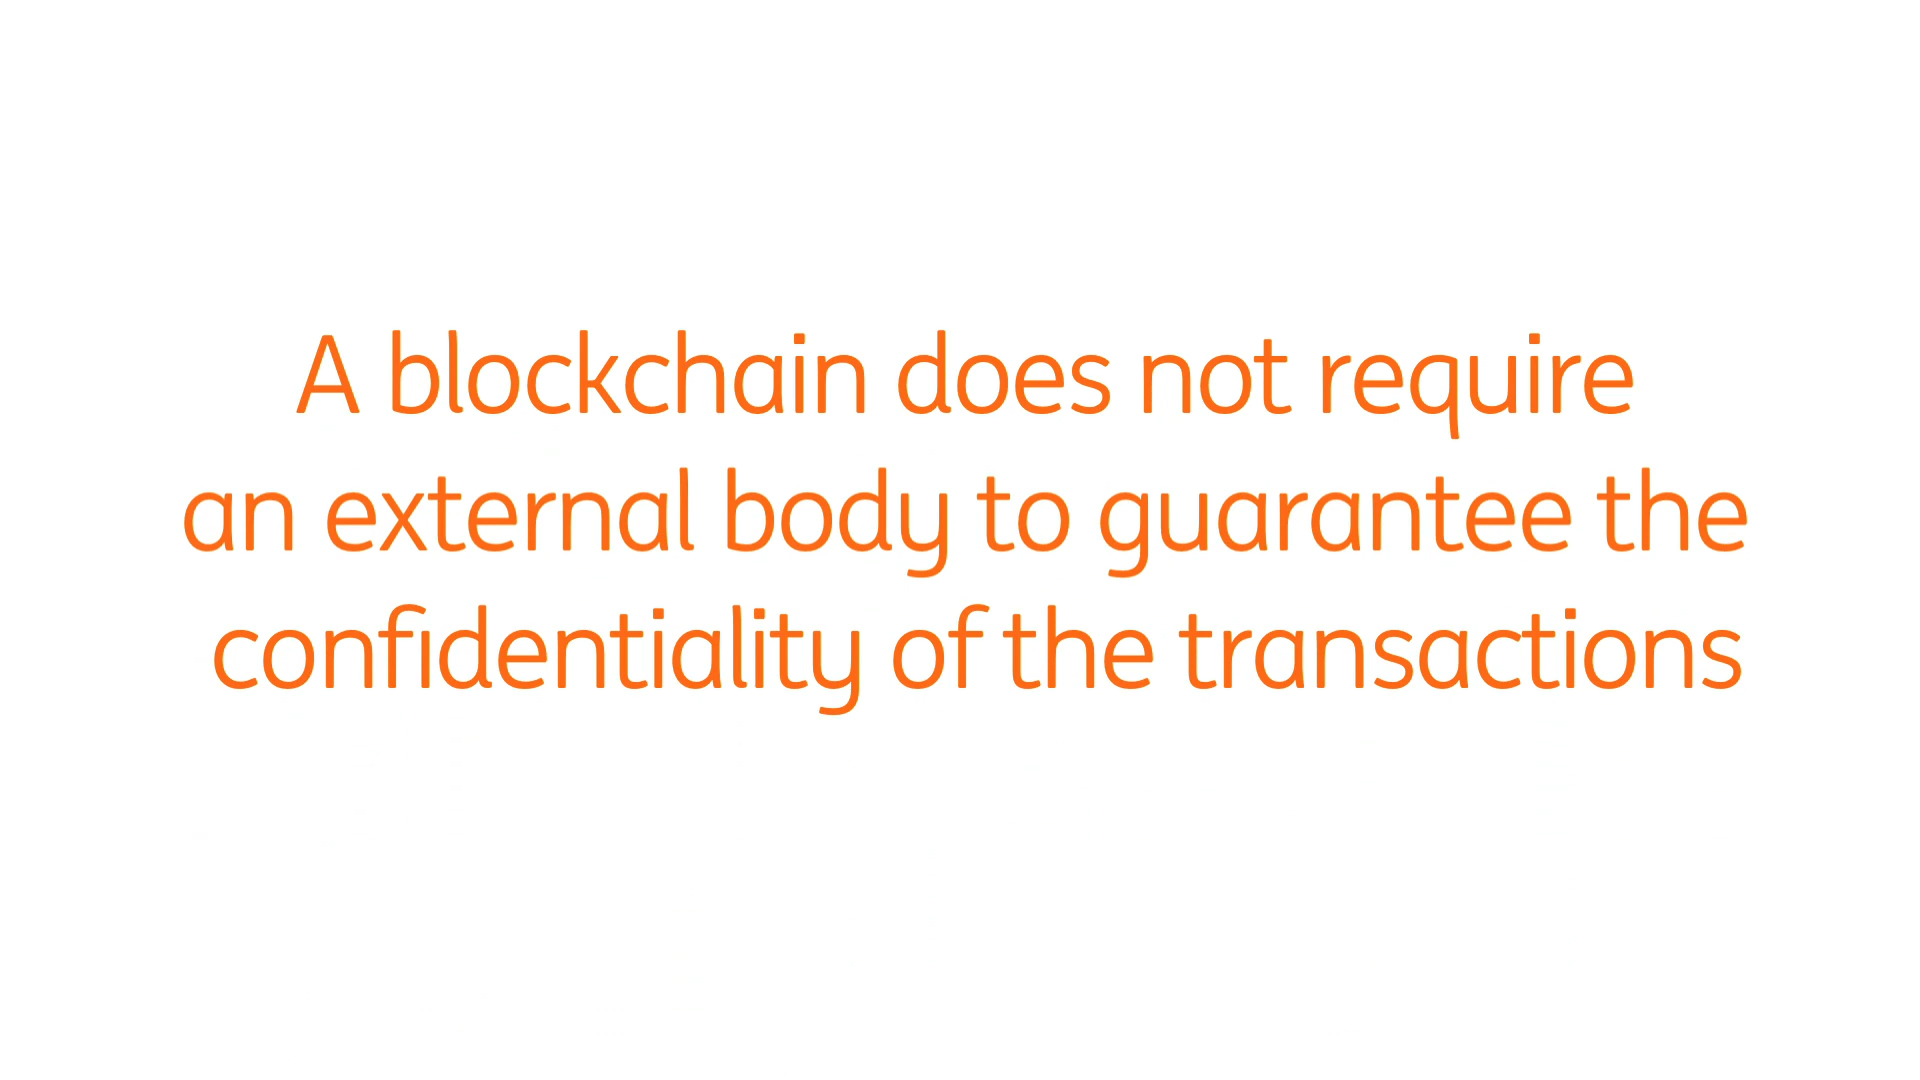 A blockchain does not require
an external body to guarantee the
confidentiality of the transactions